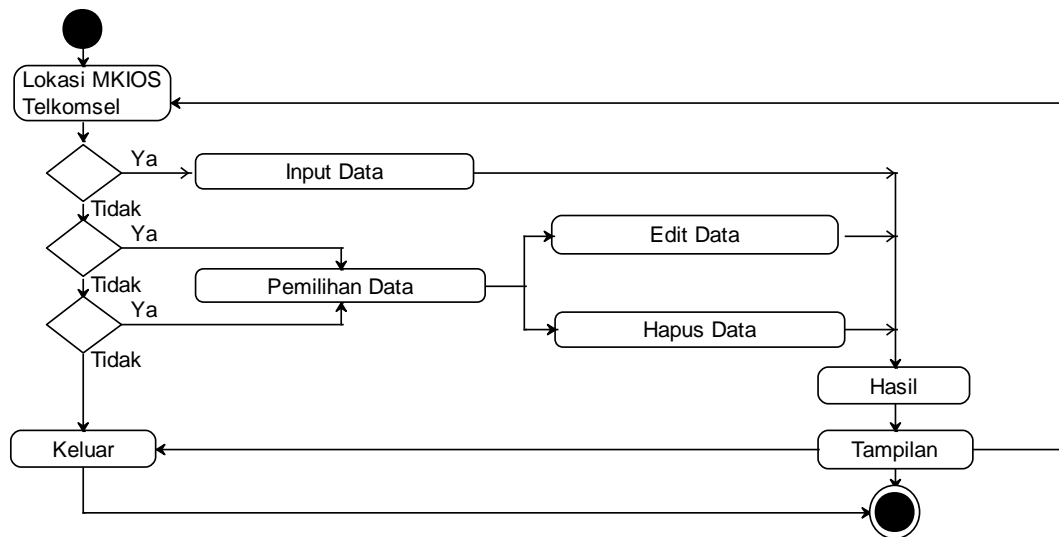 Lokasi MKIOS
Telkomsel
Ya
Input Data
Tidak
Ya
Edit Data
Pemilihan Data
Tidak
Ya
Hapus Data
Tidak
Hasil
Keluar
Tampilan